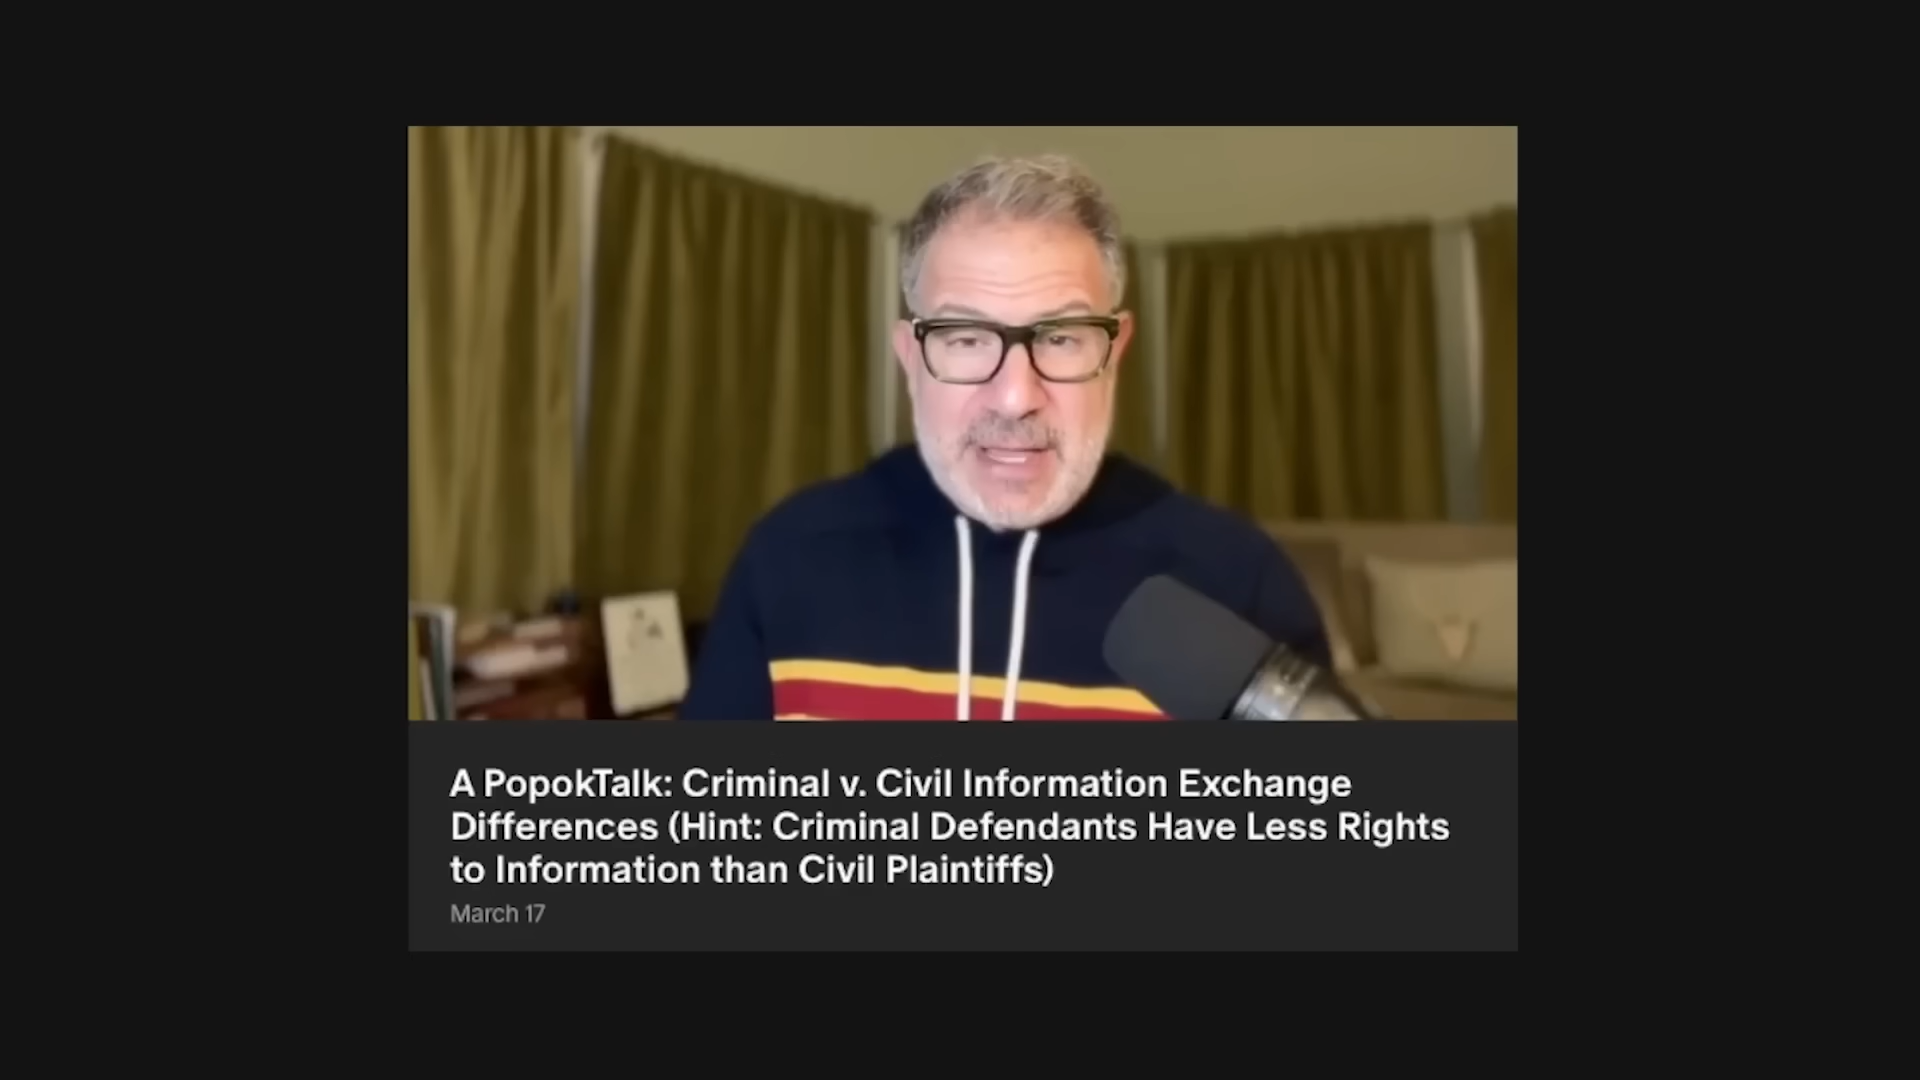 A PopokTalk: Criminal v. Civil Information Exchange
Differences (Hint: Criminal Defendants Have Less Rights
to Information than Civil Plaintiffs)
March 17